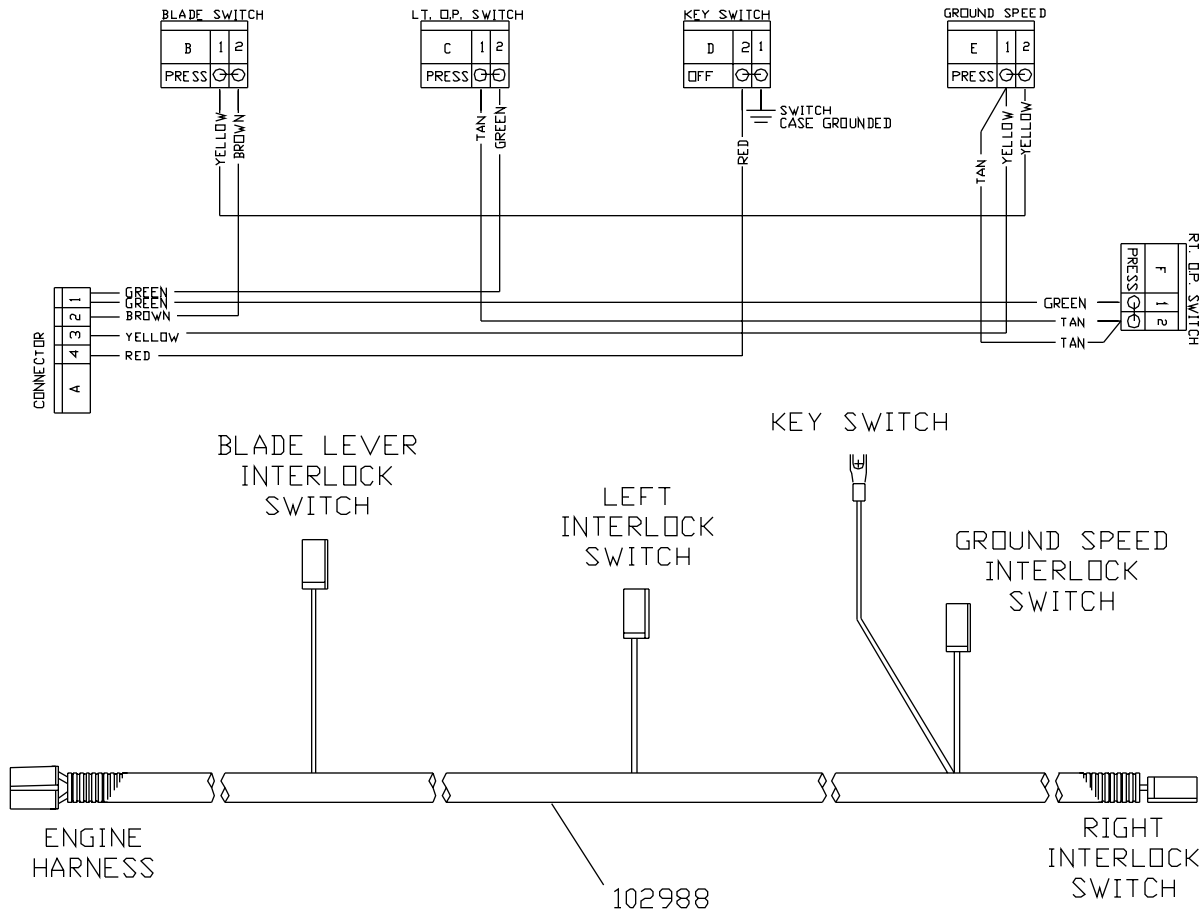 BLADE SWITCH
B 1 2
PRESS
YELLOW
BROWN
LT. O.P. SWITCH
C 1 2
PRESS
TAN
GREEN
KEY SWITCH
D 2 1
OFF
SWITCH
CASE GROUNDED
RED
GROUND SPEED
E 1 2
PRESS
TAN
YELLOW
YELLOW
RT. O.P. SWITCH
F 1 2
PRESS
CONNECTOR
1
2
3
4
A
GREEN
GREEN
BROWN
YELLOW
RED
GREEN
TAN
TAN
BLADE LEVER
INTERLOCK
SWITCH
LEFT
INTERLOCK
SWITCH
KEY SWITCH
GROUND SPEED
INTERLOCK
SWITCH
ENGINE
HARNESS
102988
RIGHT
INTERLOCK
SWITCH